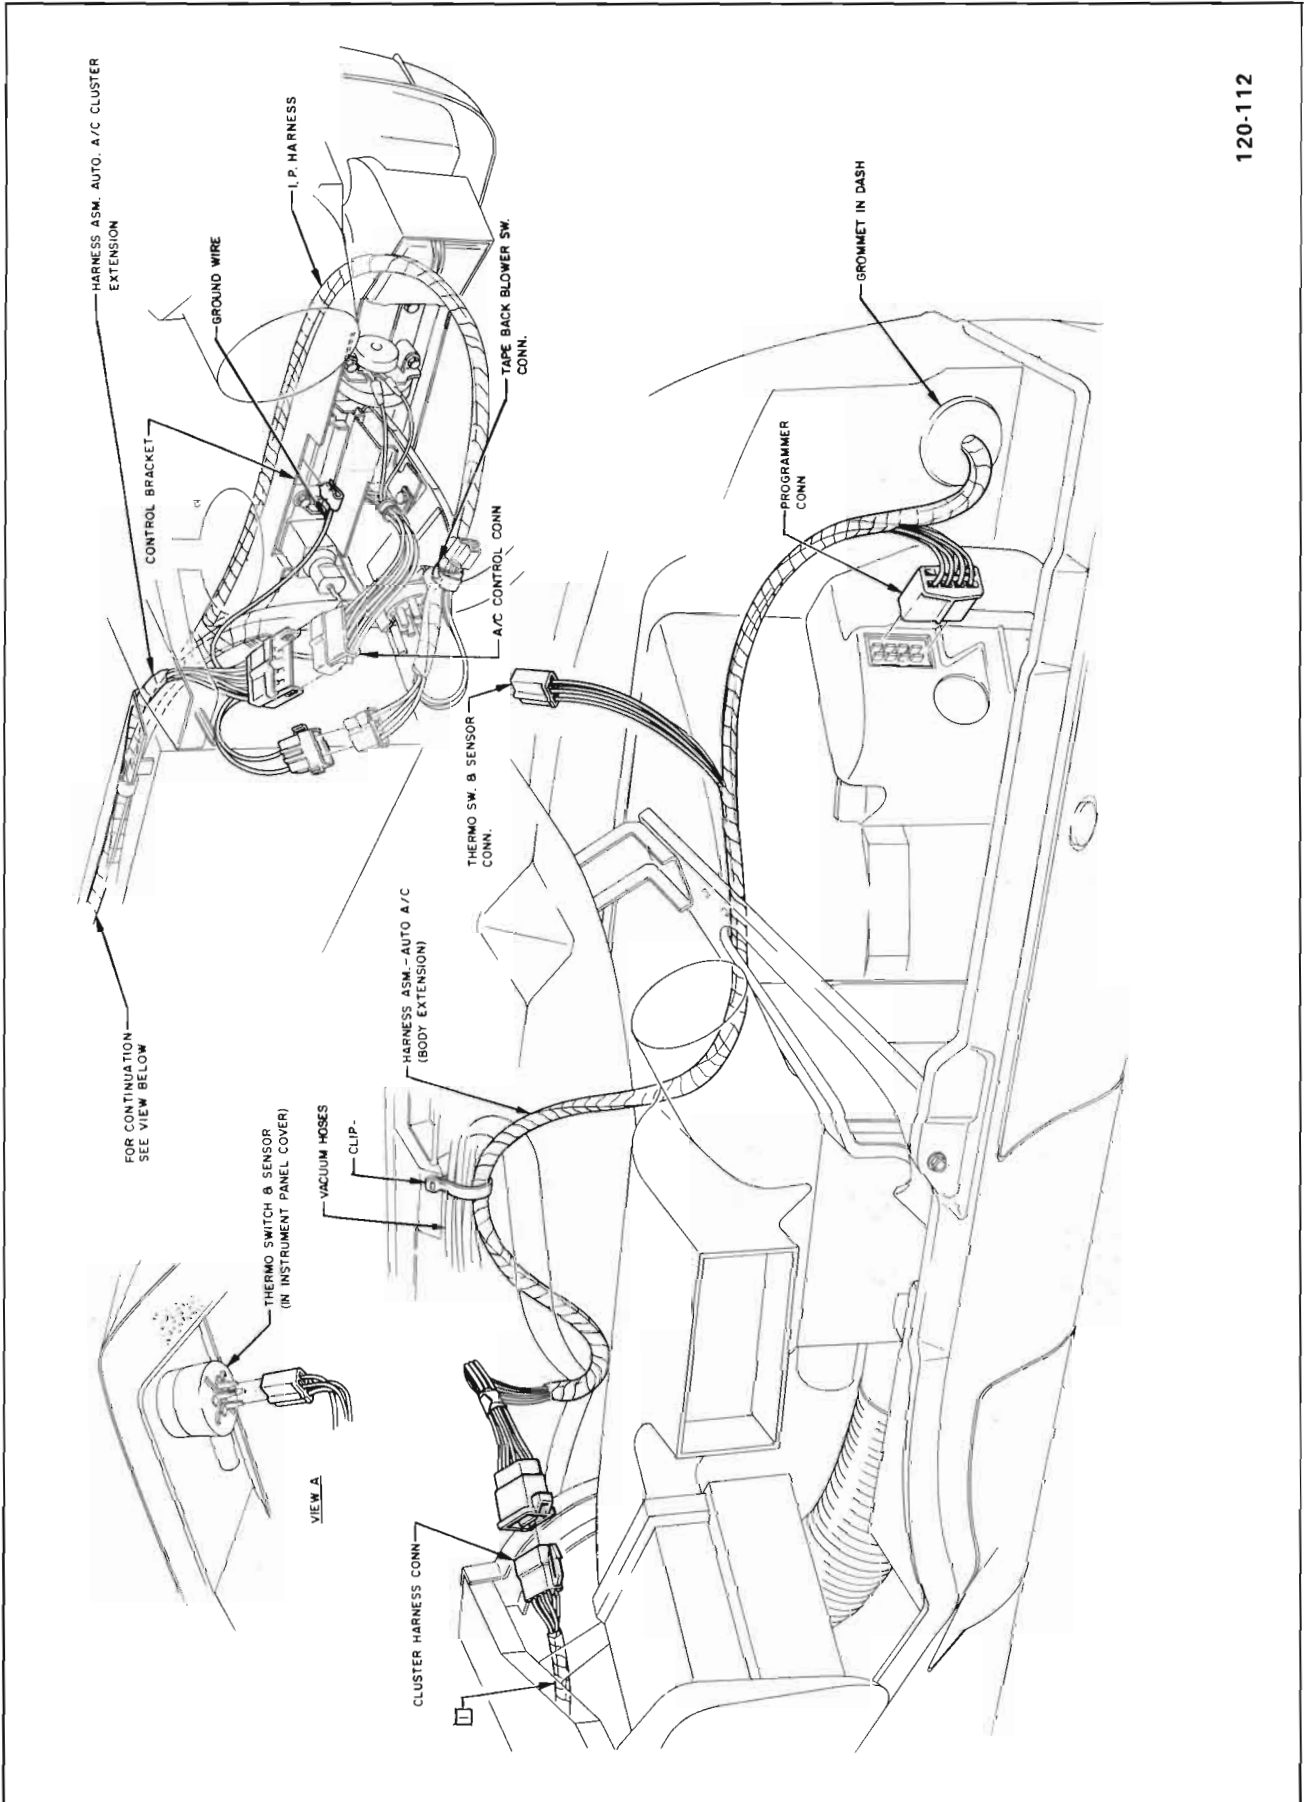 HARNESS ASM. AUTO. A/C CLUSTER
EXTENSION
I.P. HARNESS
GROUND WIRE
CONTROL BRACKET
C
TAPE BACK BLOWER SW.
CONN.
A/C CONTROL CONN
FOR CONTINUATION
SEE VIEW BELOW
THERMO SWITCH & SENSOR
(IN INSTRUMENT PANEL COVER)
VIEW A
VACUUM HOSES
CLIP-
HARNESS ASM.-AUTO A/C
(BODY EXTENSION)
THERMO SW. & SENSOR
CONN.
CLUSTER HARNESS CONN
1
PROGRAMMER
CONN
GROMMET IN DASH
120-112